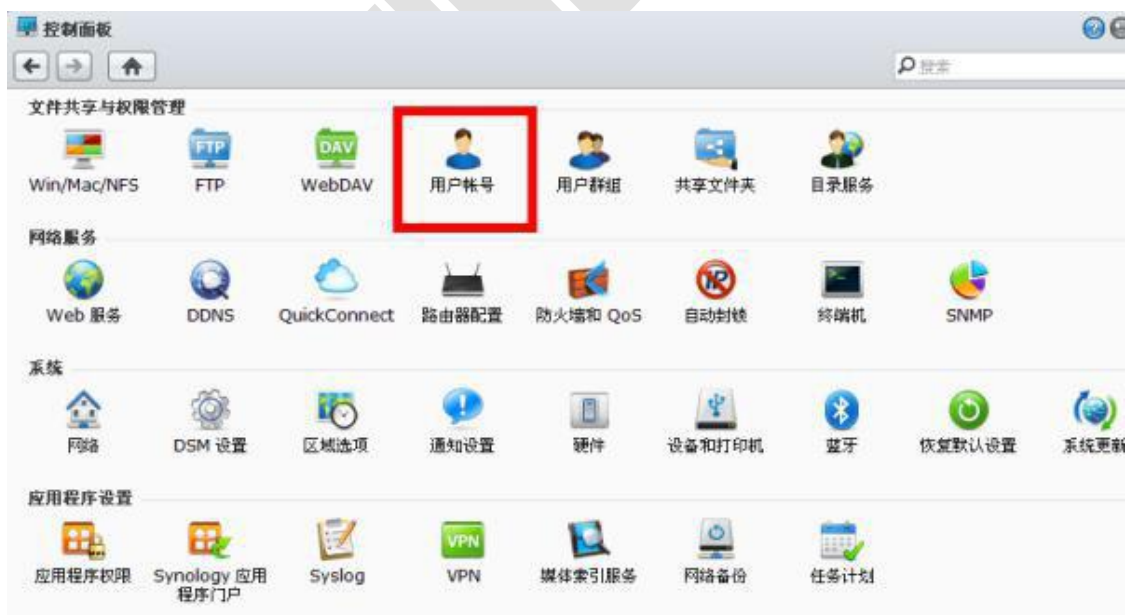 控制面板
搜索
文件共享与权限管理
FTP DAV
Win/Mac/NFS FTP WebDAV 用户帐号 用户群组 共享文件夹 目录服务
网络服务
IP
Web 服务 DDNS QuickConnect 路由器配置 防火墙和 QoS 自动封锁 终端机 SNMP
系统
网络 DSM 设置 区域选项 通知设置 硬件 设备和打印机 蓝牙 恢复默认设置 系统更新
应用程序设置
VPN
应用程序权限 Synology 应用 Syslog VPN 媒体索引服务 网络备份 任务计划
程序门户